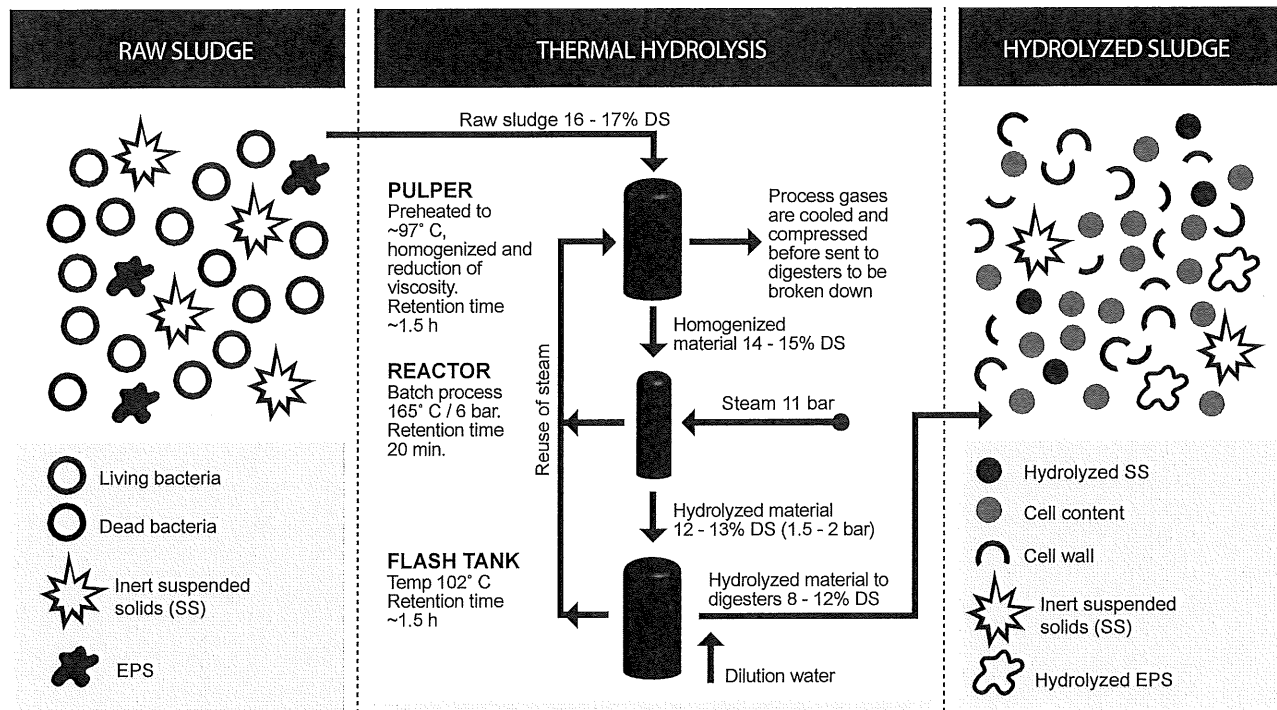 RAW SLUDGE
THERMAL HYDROLYSIS
HYDROLYZED SLUDGE
Raw sludge 16 - 17% DS
PULPER
Preheated to
~97° C,
homogenized and
reduction of
viscosity.
Retention time
~1.5 h
Process gases
are cooled and
compressed
before sent to
digesters to be
broken down
Homogenized
material 14 - 15% DS
REACTOR
Batch process
165° C / 6 bar.
Retention time
20 min.
Reuse of steam
Steam 11 bar
Hydrolyzed material
12 - 13% DS (1.5 - 2 bar)
FLASH TANK
Temp 102° C
Retention time
~1.5 h
Hydrolyzed material to
digesters 8 - 12% DS
Dilution water
Living bacteria
Dead bacteria
Inert suspended
solids (SS)
EPS
Hydrolyzed SS
Cell content
Cell wall
Inert suspended
solids (SS)
Hydrolyzed EPS